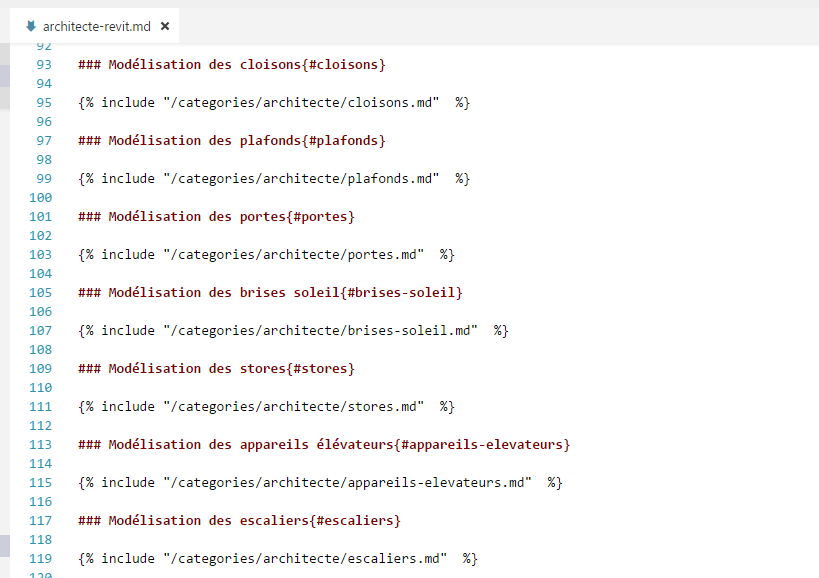 architecte-revit.md ×
92
93 ### Modélisation des cloisons{#cloisons}
94
95 {% include "/categories/architecte/cloisons.md"  %}
96
97 ### Modélisation des plafonds{#plafonds}
98
99 {% include "/categories/architecte/plafonds.md"  %}
100
101 ### Modélisation des portes{#portes}
102
103 {% include "/categories/architecte/portes.md"  %}
104
105 ### Modélisation des brises soleil{#brises-soleil}
106
107 {% include "/categories/architecte/brises-soleil.md"  %}
108
109 ### Modélisation des stores{#stores}
110
111 {% include "/categories/architecte/stores.md"  %}
112
113 ### Modélisation des appareils élévateurs{#appareils-elevateurs}
114
115 {% include "/categories/architecte/appareils-elevateurs.md"  %}
116
117 ### Modélisation des escaliers{#escaliers}
118
119 {% include "/categories/architecte/escaliers.md"  %}
120